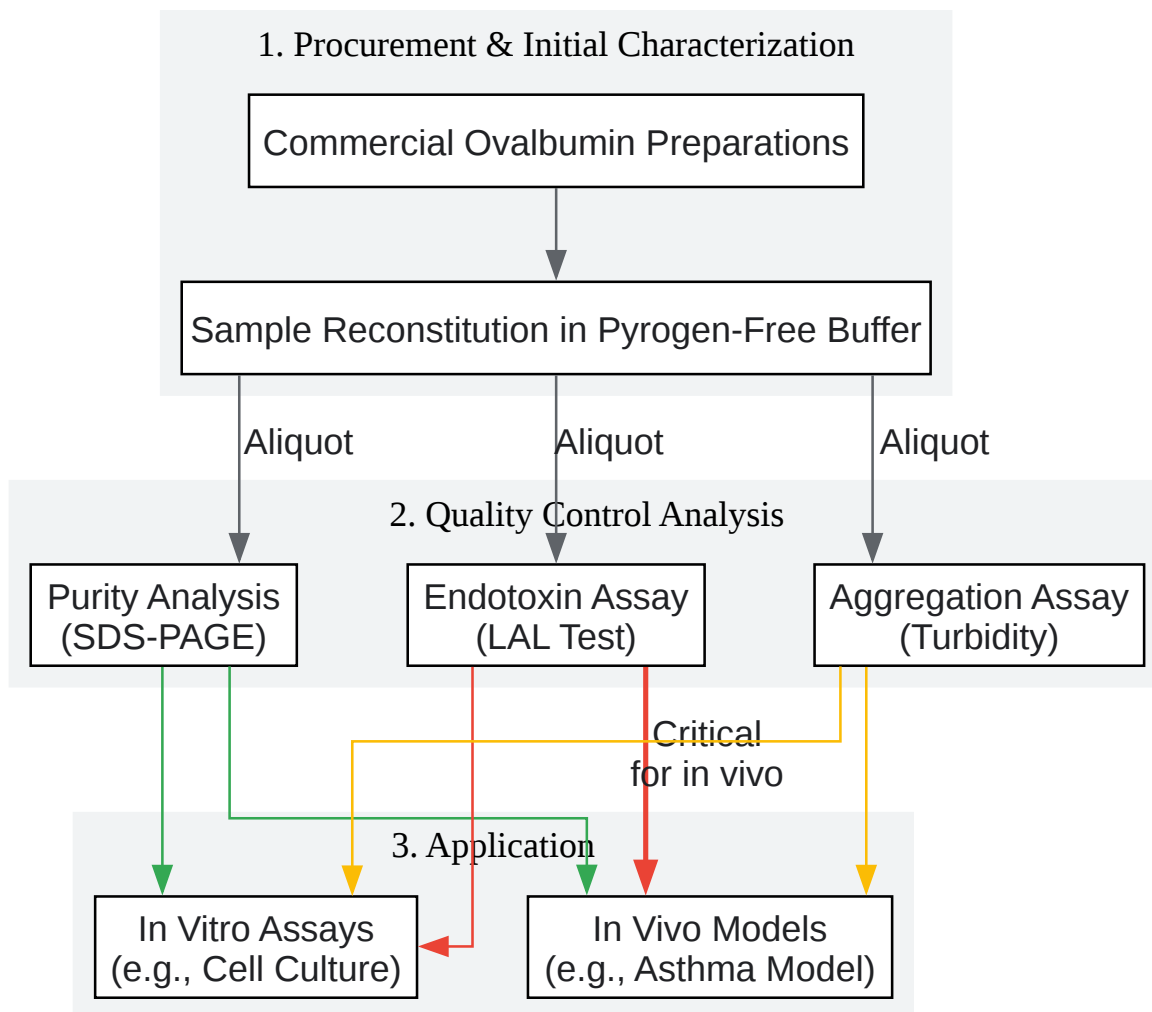 1. Procurement & Initial Characterization
Commercial Ovalbumin Preparations
Sample Reconstitution in Pyrogen-Free Buffer
Aliquot
Aliquot
Aliquot
2. Quality Control Analysis
Purity Analysis
(SDS-PAGE)
Endotoxin Assay
(LAL Test)
Aggregation Assay
(Turbidity)
Critical
for in vivo
3. Application
In Vitro Assays
(e.g., Cell Culture)
In Vivo Models
(e.g., Asthma Model)